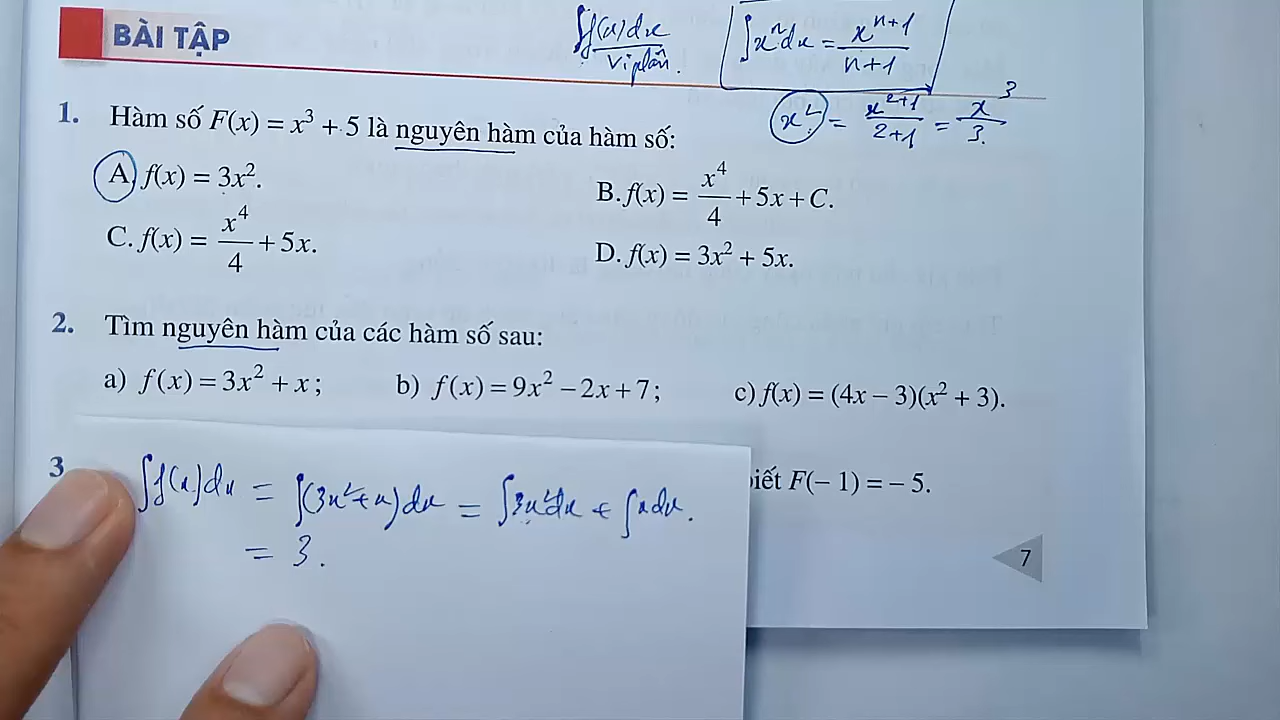 BÀI TẬP
∫f(x)dx
vi phân.
∫xⁿdx = xⁿ⁺¹/n+1
x² = x²⁺¹/2+1 = x³/3.
1. Hàm số F(x) = x³ + 5 là nguyên hàm của hàm số:
A. f(x) = 3x². B. f(x) = x⁴/4 + 5x + C.
C. f(x) = x⁴/4 + 5x. D. f(x) = 3x² + 5x.
2. Tìm nguyên hàm của các hàm số sau:
a) f(x) = 3x² + x; b) f(x) = 9x² − 2x + 7; c) f(x) = (4x − 3)(x² + 3).
3 biết F(− 1) = − 5.
∫f(x)dx = ∫(3x²+x)dx = ∫3x²dx + ∫xdx.
= 3.
7